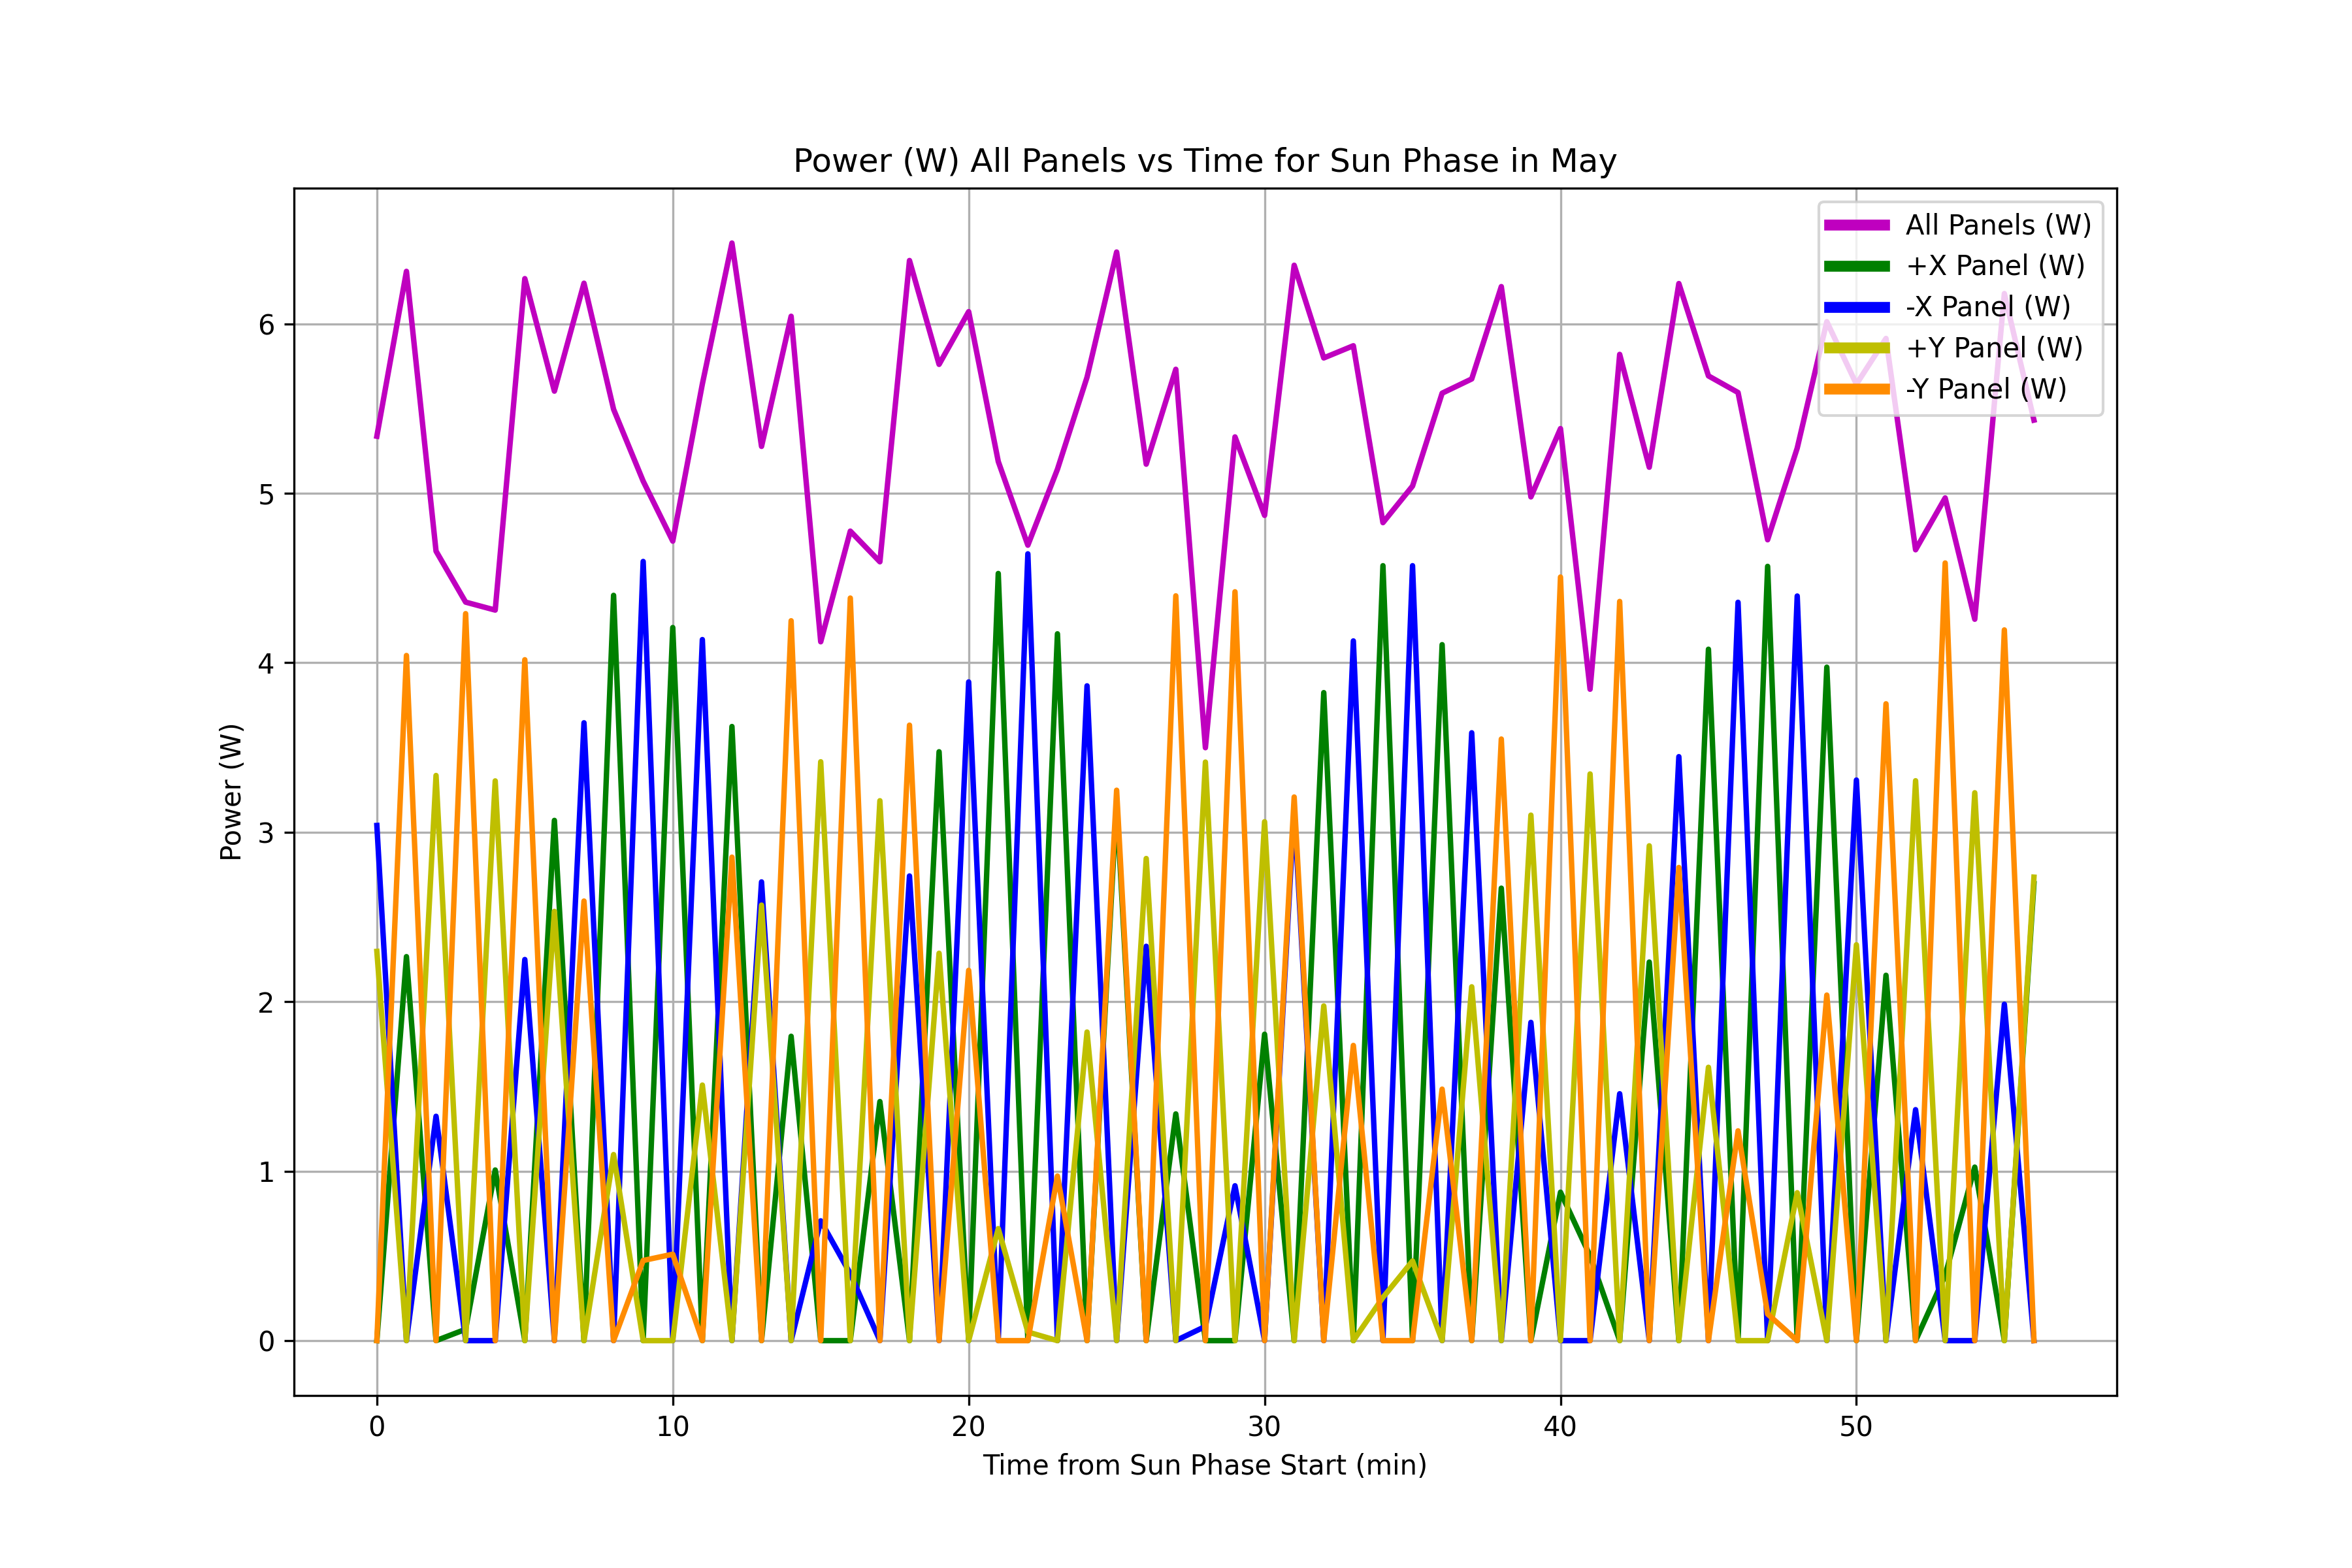 Power (W) All Panels vs Time for Sun Phase in May
All Panels (W)
+X Panel (W)
-X Panel (W)
+Y Panel (W)
-Y Panel (W)
6
5
4
3
2
1
0
Power (W)
0 10 20 30 40 50
Time from Sun Phase Start (min)